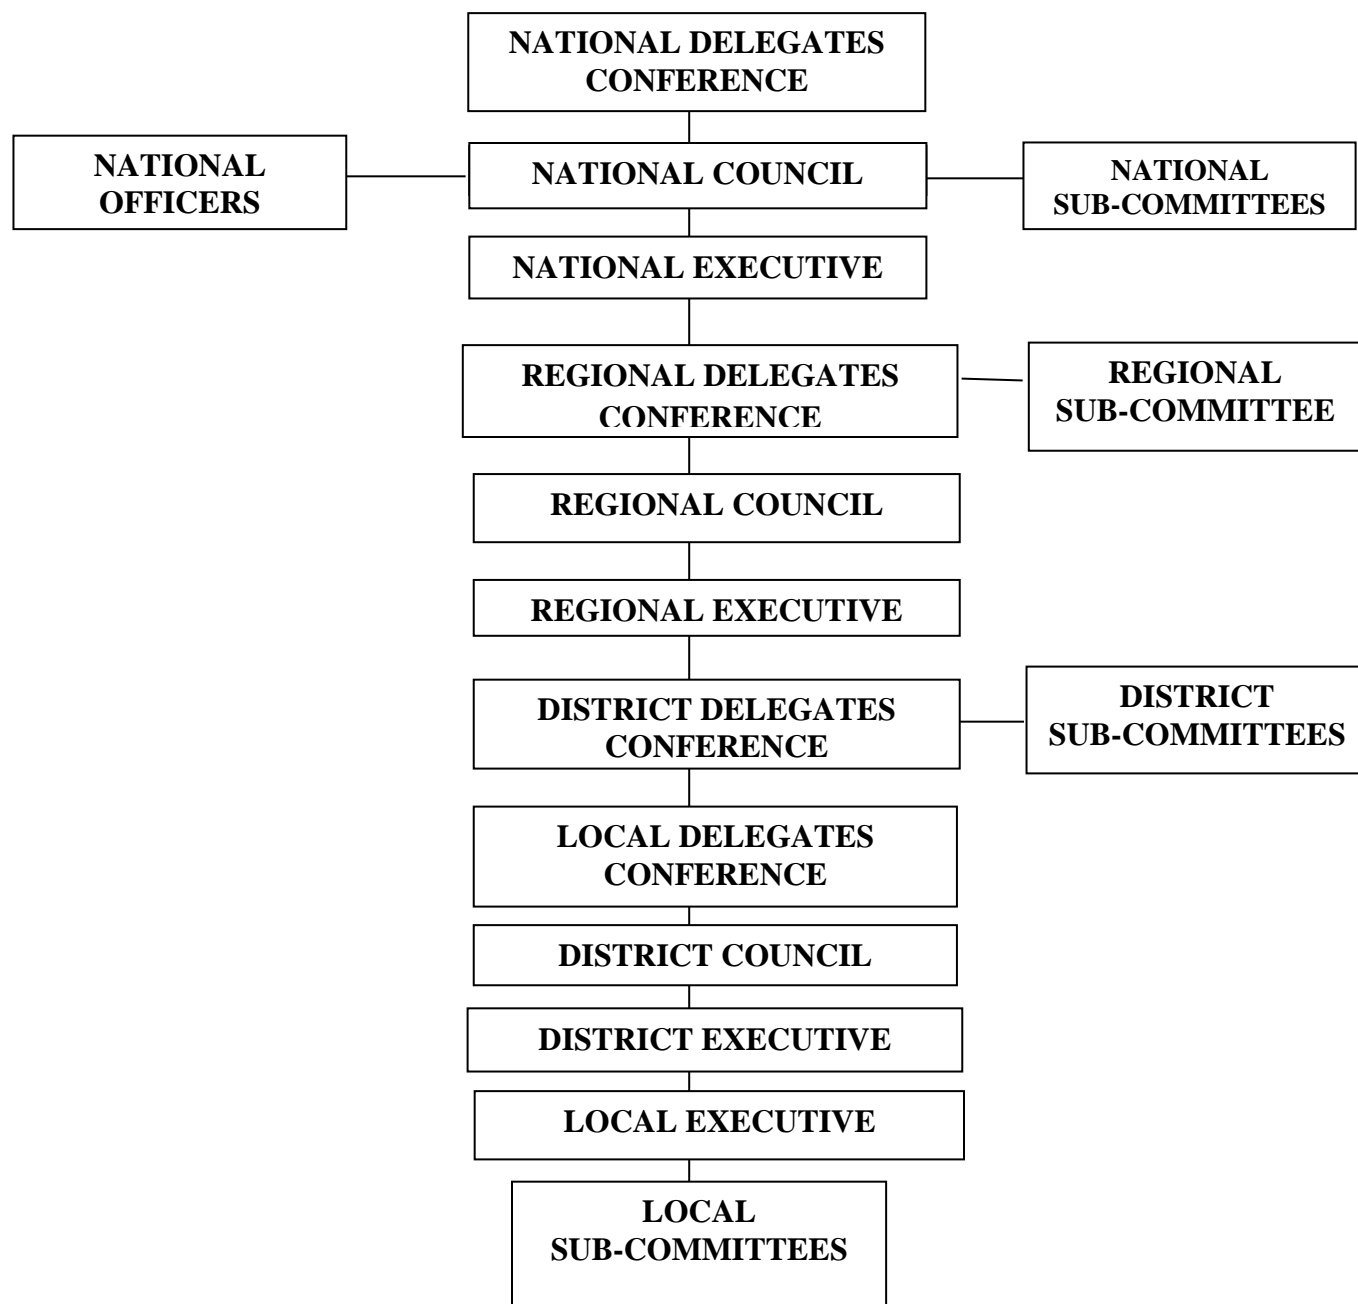 NATIONAL DELEGATES
CONFERENCE
NATIONAL
OFFICERS
NATIONAL COUNCIL
NATIONAL
SUB-COMMITTEES
NATIONAL EXECUTIVE
REGIONAL DELEGATES
CONFERENCE
REGIONAL
SUB-COMMITTEE
REGIONAL COUNCIL
REGIONAL EXECUTIVE
DISTRICT DELEGATES
CONFERENCE
DISTRICT
SUB-COMMITTEES
LOCAL DELEGATES
CONFERENCE
DISTRICT COUNCIL
DISTRICT EXECUTIVE
LOCAL EXECUTIVE
LOCAL
SUB-COMMITTEES